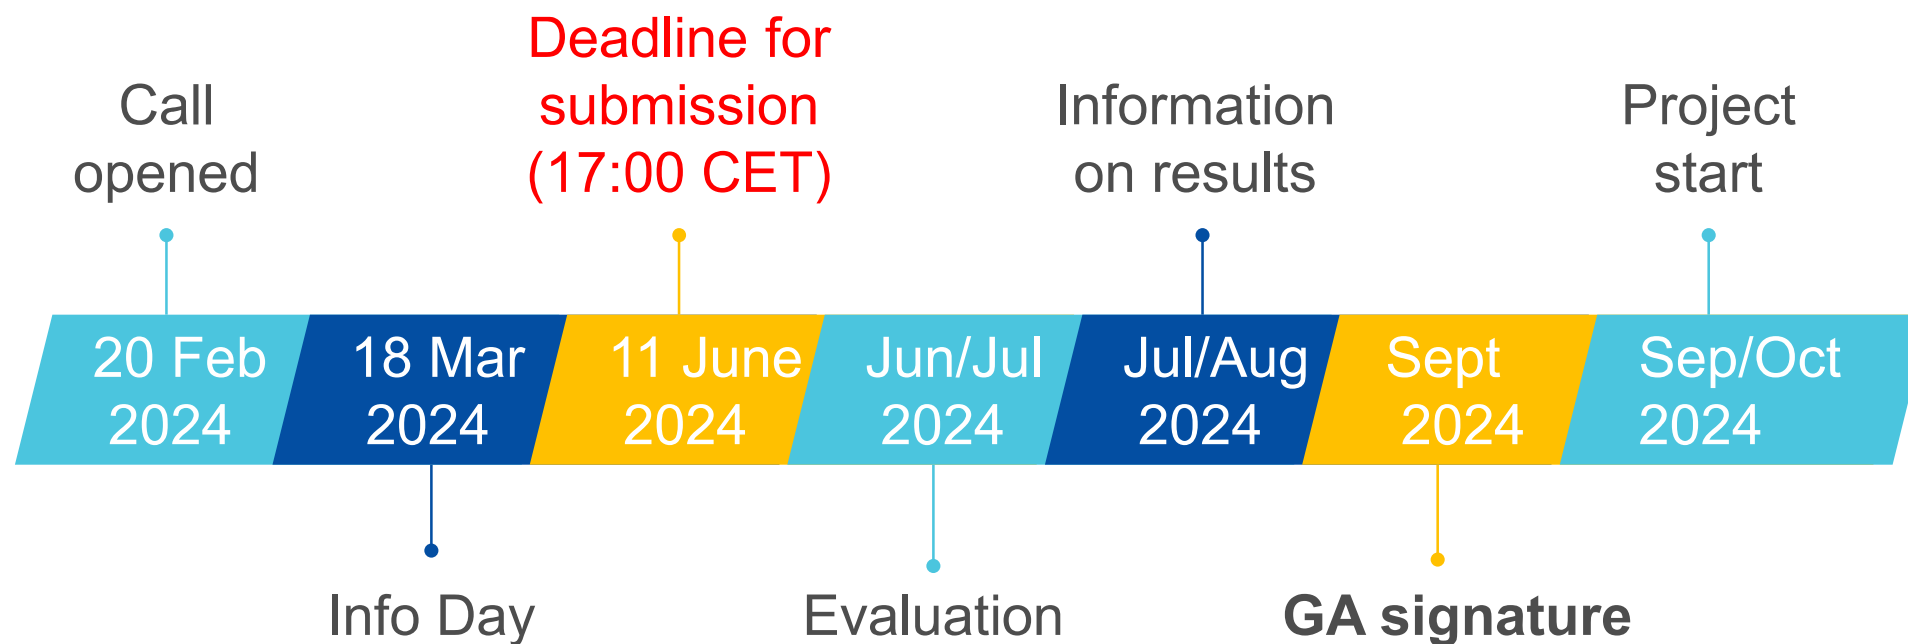 Call
opened
Deadline for
submission
(17:00 CET)
Information
on results
Project
start
20 Feb
2024
18 Mar
2024
11 June
2024
Jun/Jul
2024
Jul/Aug
2024
Sept
2024
Sep/Oct
2024
Info Day
Evaluation
GA signature